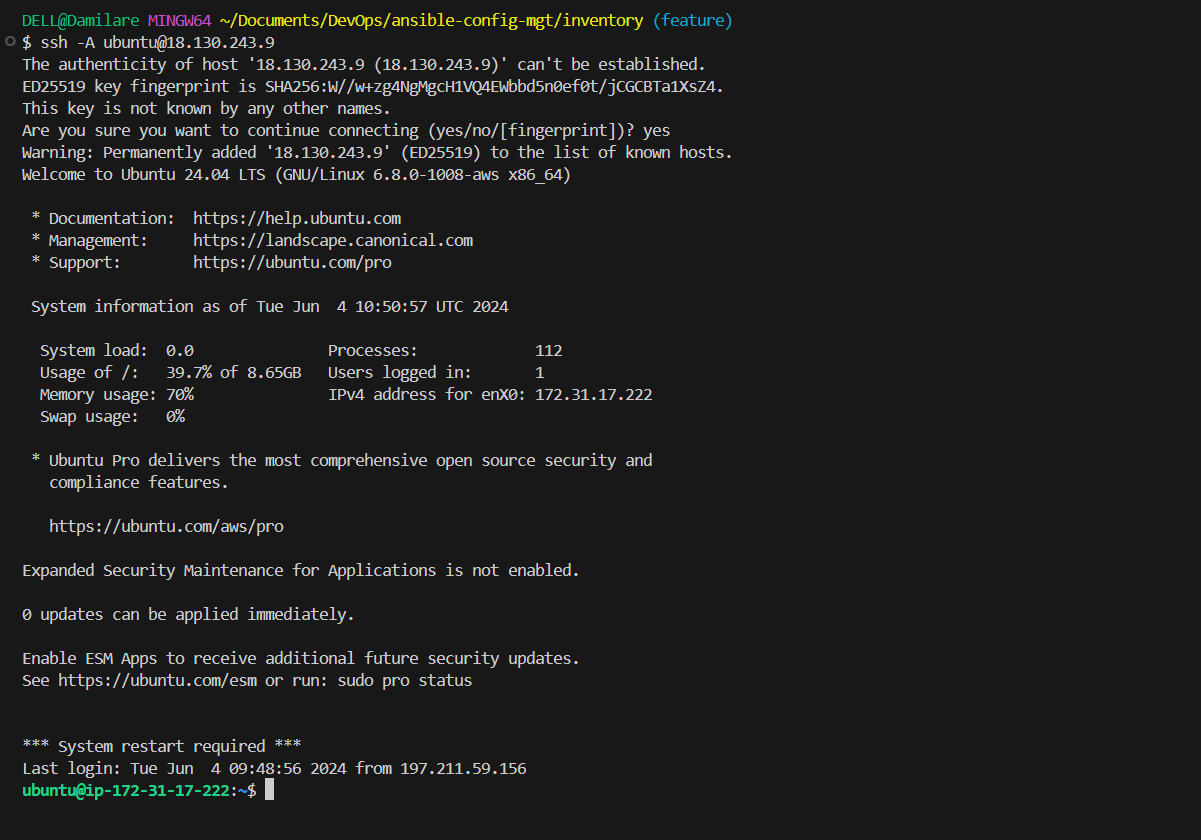 DELL@Damilare MINGW64 ~/Documents/DevOps/ansible-config-mgt/inventory (feature)
$ ssh -A ubuntu@18.130.243.9
The authenticity of host '18.130.243.9 (18.130.243.9)' can't be established.
ED25519 key fingerprint is SHA256:W//w+zg4NgMgcH1VQ4EWbbd5n0ef0t/jCGCBTa1XsZ4.
This key is not known by any other names.
Are you sure you want to continue connecting (yes/no/[fingerprint])? yes
Warning: Permanently added '18.130.243.9' (ED25519) to the list of known hosts.
Welcome to Ubuntu 24.04 LTS (GNU/Linux 6.8.0-1008-aws x86_64)

 * Documentation:  https://help.ubuntu.com
 * Management:     https://landscape.canonical.com
 * Support:        https://ubuntu.com/pro

 System information as of Tue Jun  4 10:50:57 UTC 2024

  System load:  0.0               Processes:             112
  Usage of /:   39.7% of 8.65GB   Users logged in:       1
  Memory usage: 70%               IPv4 address for enX0: 172.31.17.222
  Swap usage:   0%

 * Ubuntu Pro delivers the most comprehensive open source security and
   compliance features.

   https://ubuntu.com/aws/pro

Expanded Security Maintenance for Applications is not enabled.

0 updates can be applied immediately.

Enable ESM Apps to receive additional future security updates.
See https://ubuntu.com/esm or run: sudo pro status


*** System restart required ***
Last login: Tue Jun  4 09:48:56 2024 from 197.211.59.156
ubuntu@ip-172-31-17-222:~$